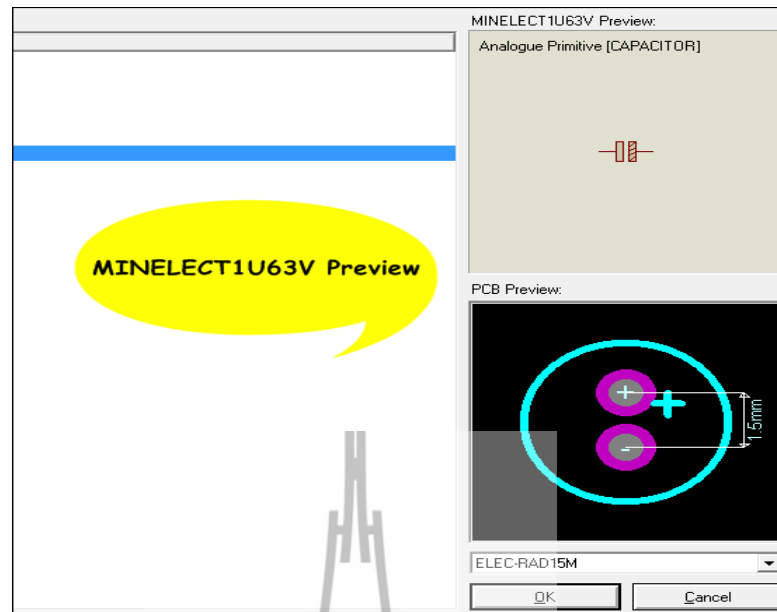 MINELECT1U63V Preview:
Analogue Primitive [CAPACITOR]
MINELECT1U63V Preview
PCB Preview:
+
+
-
1.5mm
ELEC-RAD15M
OK
Cancel